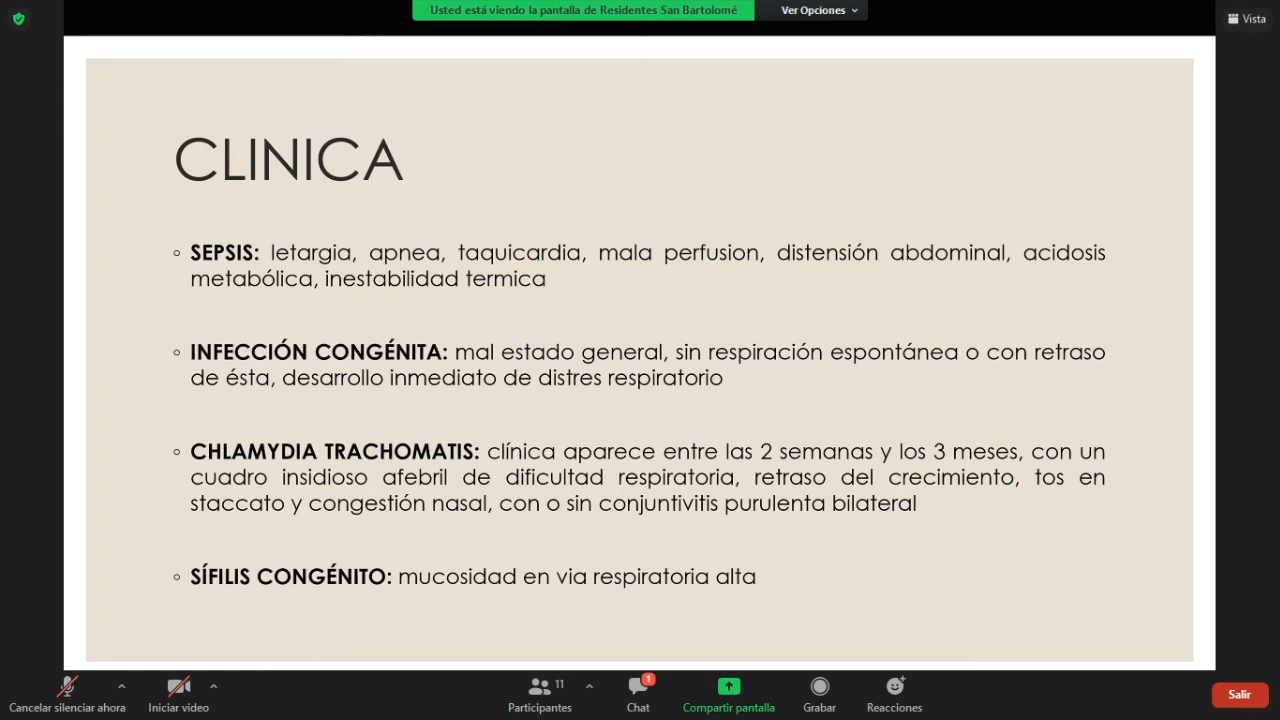 Usted está viendo la pantalla de Residentes San Bartolomé
Ver Opciones
Vista
CLINICA
SEPSIS: letargia, apnea, taquicardia, mala perfusion, distensión abdominal, acidosis
metabólica, inestabilidad termica
INFECCIÓN CONGÉNITA: mal estado general, sin respiración espontánea o con retraso
de ésta, desarrollo inmediato de distres respiratorio
CHLAMYDIA TRACHOMATIS: clínica aparece entre las 2 semanas y los 3 meses, con un
cuadro insidioso afebril de dificultad respiratoria, retraso del crecimiento, tos en
staccato y congestión nasal, con o sin conjuntivitis purulenta bilateral
SÍFILIS CONGÉNITO: mucosidad en via respiratoria alta
11
1
Cancelar silenciar ahora
Iniciar video
Participantes
Chat
Compartir pantalla
Grabar
Reacciones
Salir